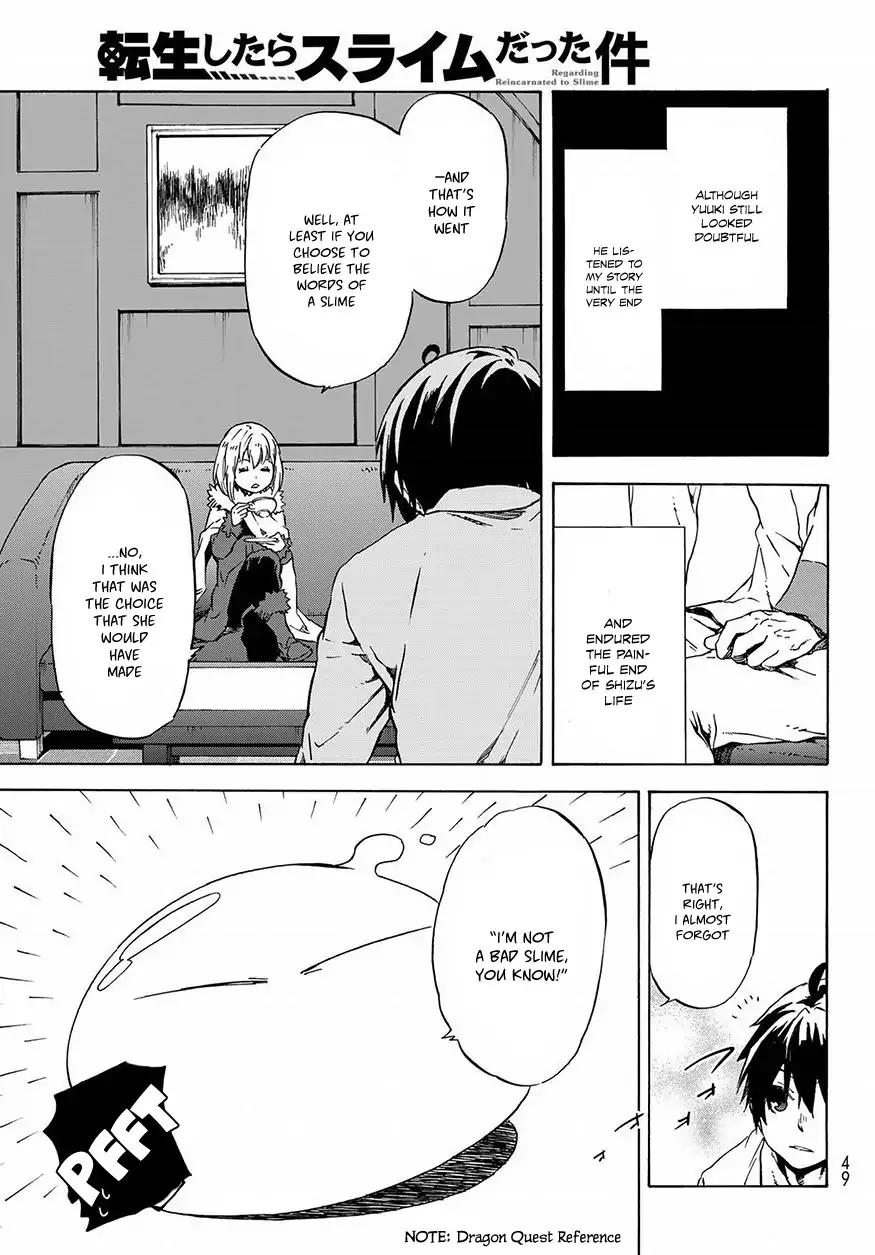 転生したらスライムだった件
Regarding
Reincarnated to Slime
ALTHOUGH
YUUKI STILL
LOOKED
DOUBTFUL
HE LIS-
TENED TO
MY STORY
UNTIL THE
VERY END
AND
ENDURED
THE PAIN-
FUL END
OF SHIZU'S
LIFE
—AND
THAT'S
HOW IT
WENT
WELL, AT
LEAST IF YOU
CHOOSE TO
BELIEVE THE
WORDS OF
A SLIME
...NO,
I THINK
THAT WAS
THE CHOICE
THAT SHE
WOULD
HAVE
MADE
THAT'S
RIGHT,
I ALMOST
FORGOT
"I'M NOT
A BAD SLIME,
YOU KNOW!"
PFFT
NOTE: Dragon Quest Reference
49